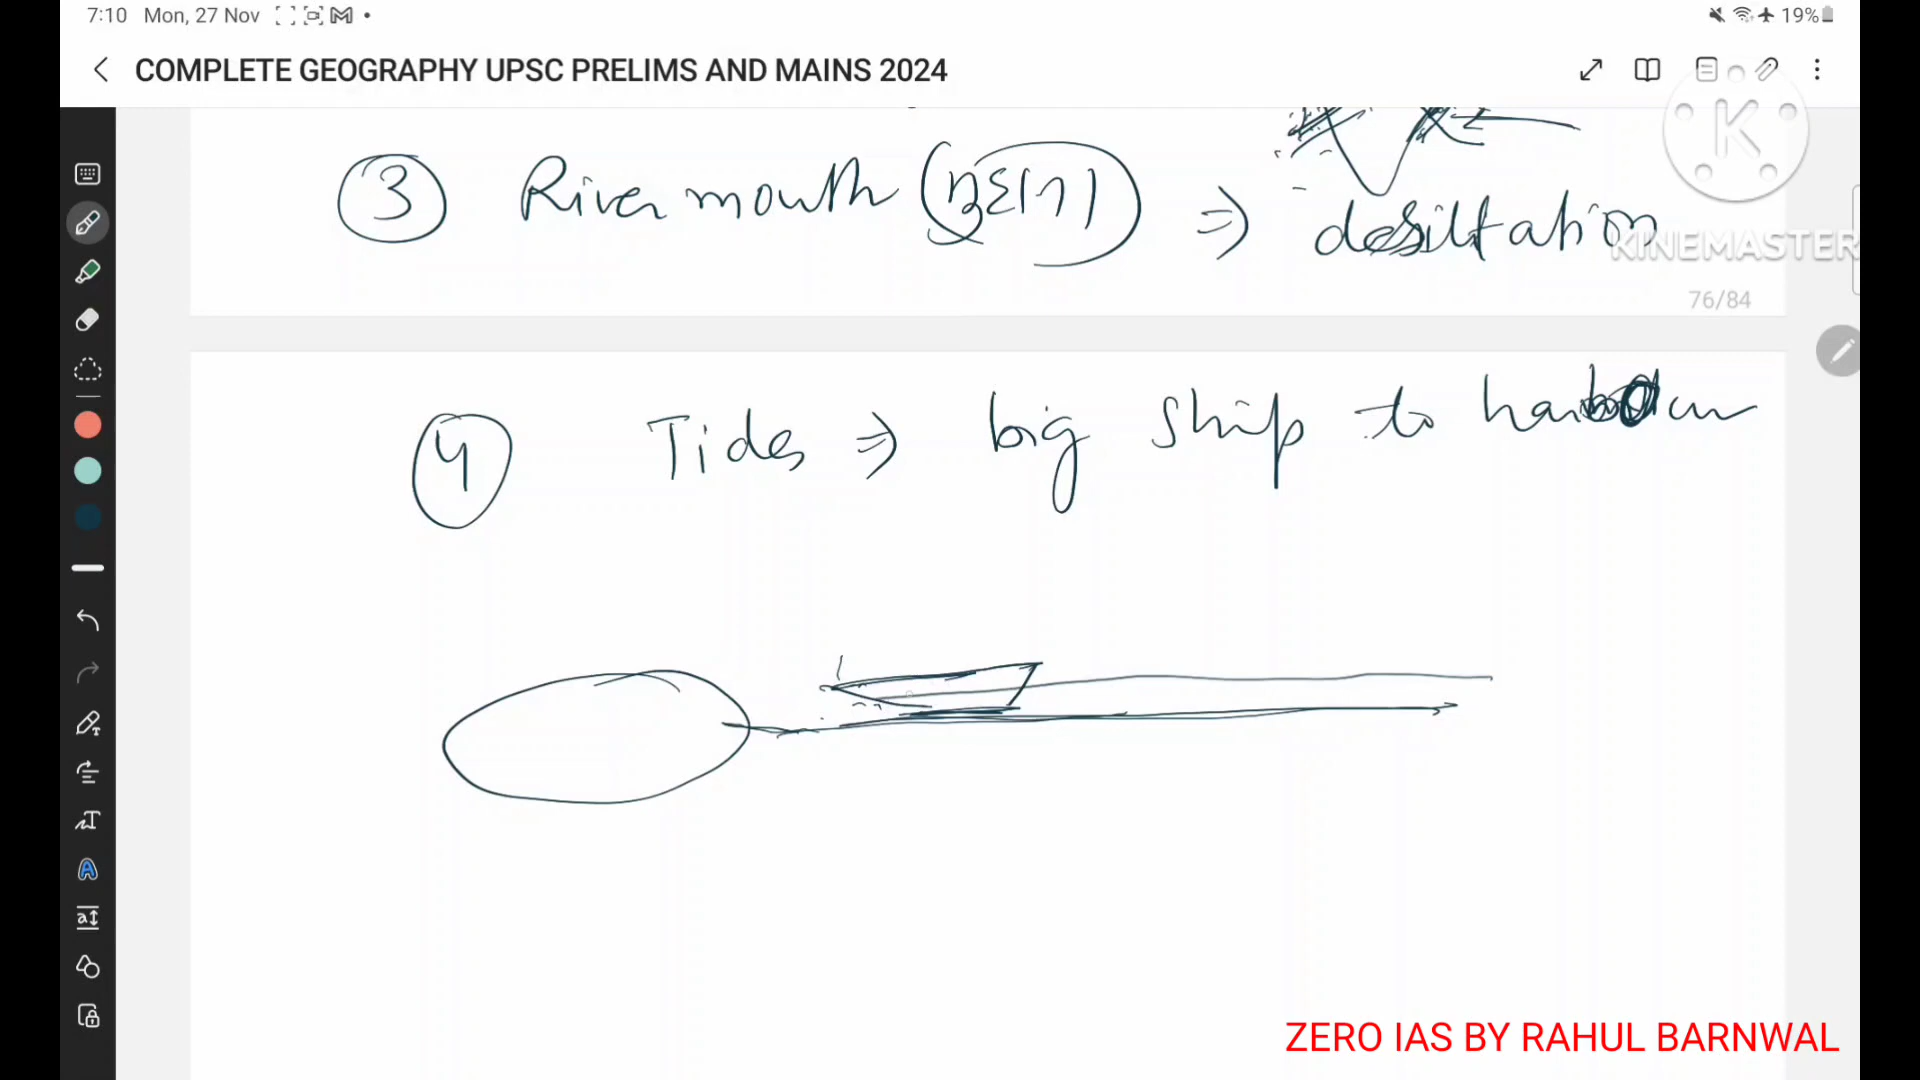 7:10 Mon, 27 Nov
19%
COMPLETE GEOGRAPHY UPSC PRELIMS AND MAINS 2024
K
3 River mouth (मुहाना) ⇒ desiltation
KINEMASTER
76/84
4 Tides ⇒ big ship to harbour
ZERO IAS BY RAHUL BARNWAL